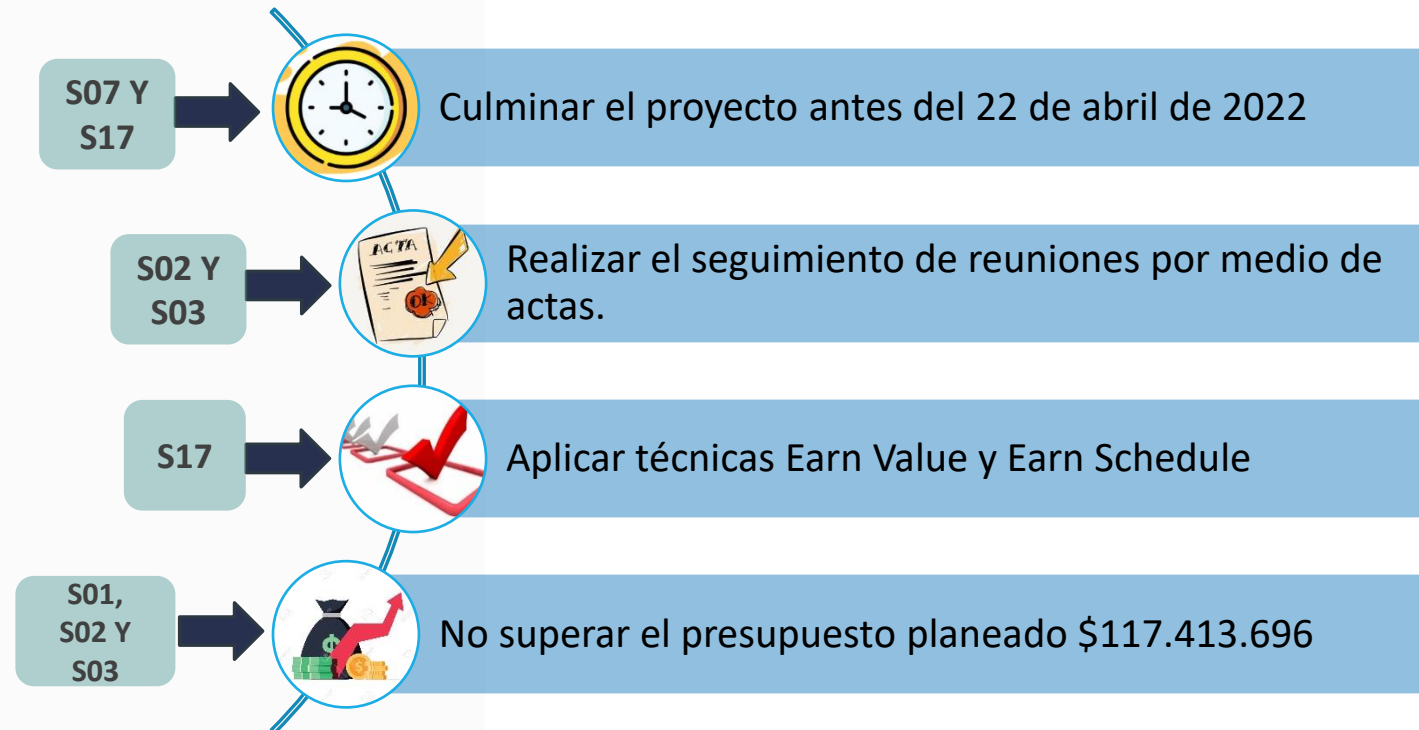 S07 Y
S17
Culminar el proyecto antes del 22 de abril de 2022
S02 Y
S03
ACTA
OK
Realizar el seguimiento de reuniones por medio de
actas.
S17
Aplicar técnicas Earn Value y Earn Schedule
S01,
S02 Y
S03
No superar el presupuesto planeado $117.413.696